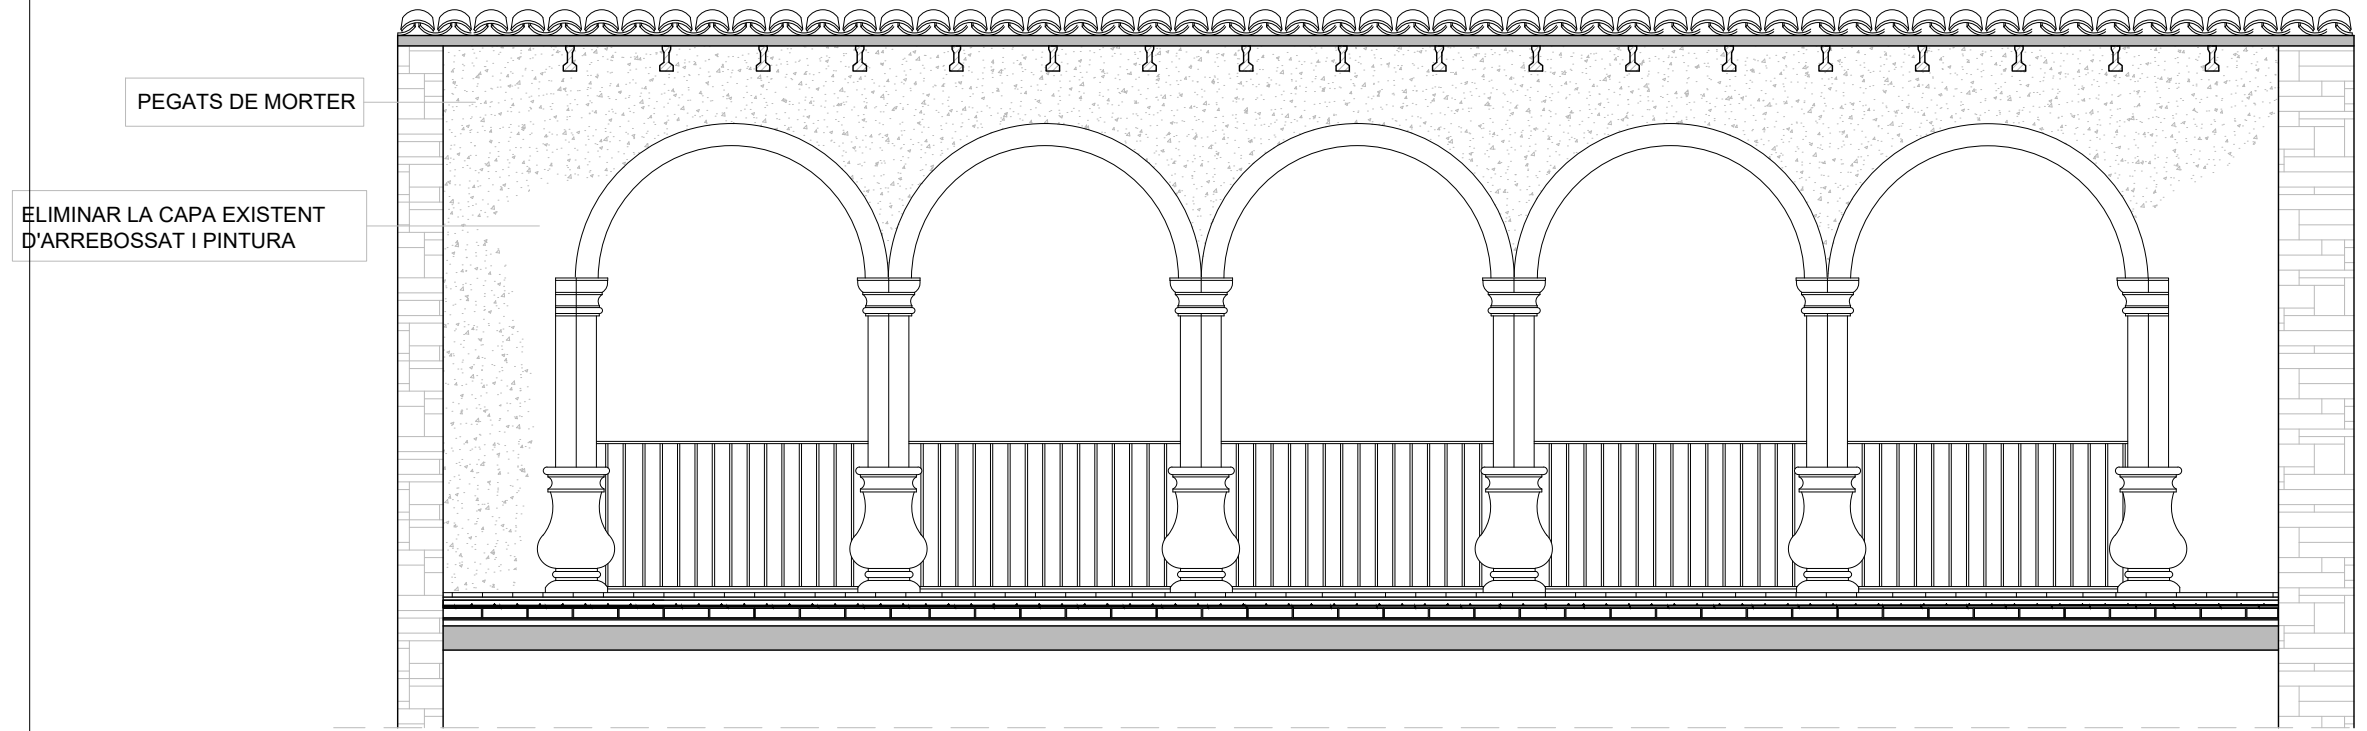 PEGATS DE MORTER
ELIMINAR LA CAPA EXISTENT
D'ARREBOSSAT I PINTURA